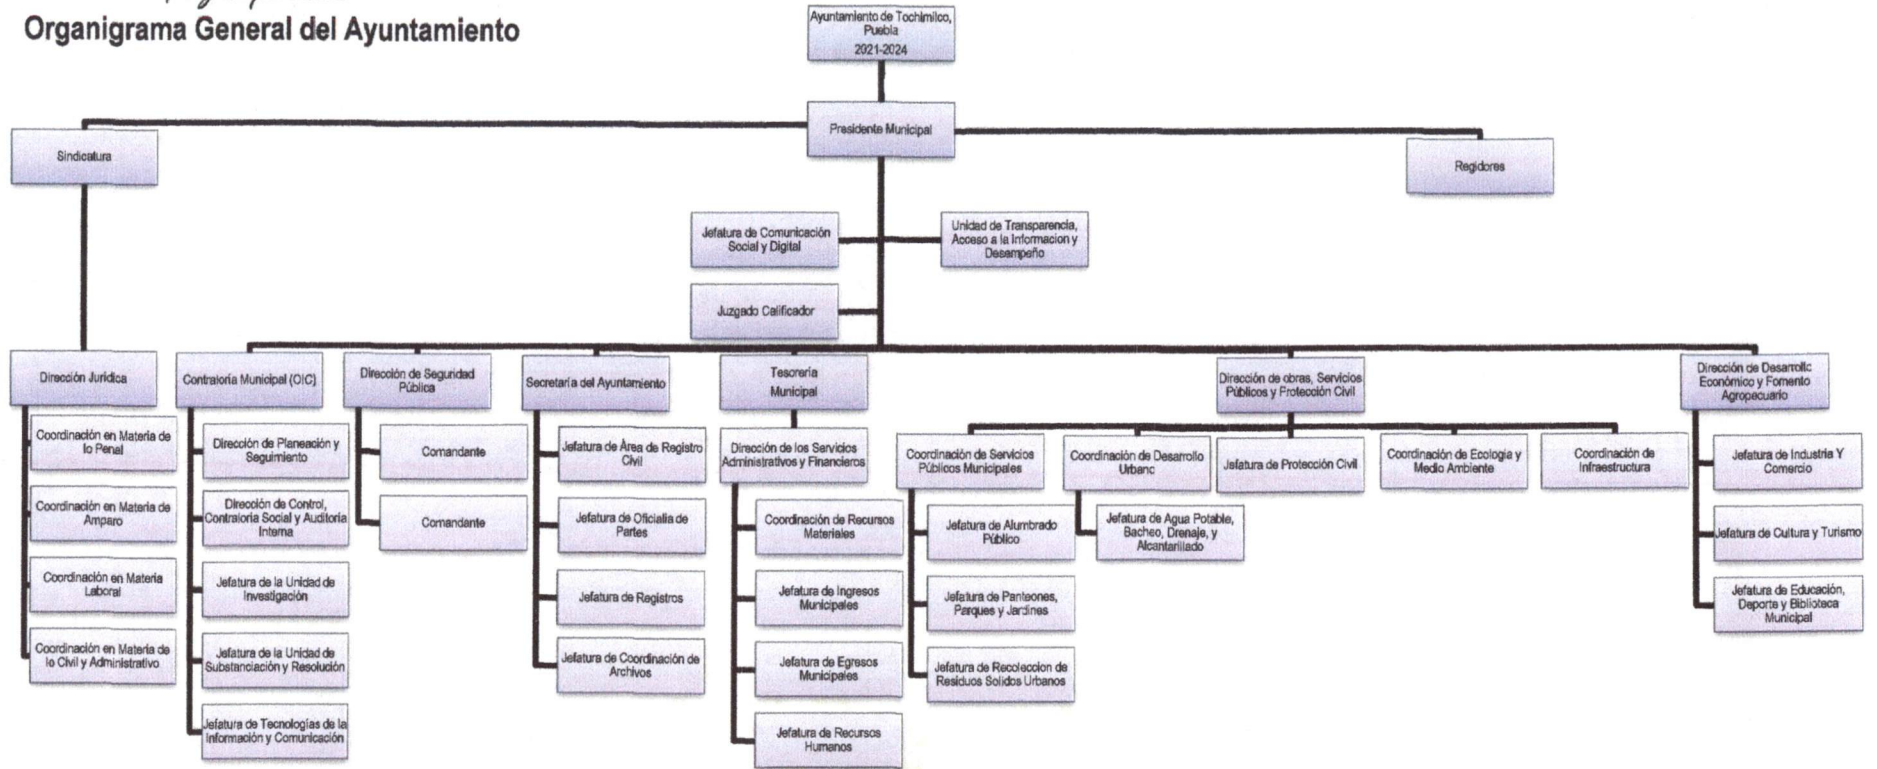 Organigrama General del Ayuntamiento
Ayuntamiento de Tochimilco,
Puebla
2021-2024
Presidente Municipal
Sindicatura
Regidores
Jefatura de Comunicación
Social y Digital
Unidad de Transparencia,
Acceso a la Informacion y
Desempeño
Juzgado Calificador
Dirección Juridica
Contraloría Municipal (OIC)
Dirección de Seguridad
Pública
Secretaría del Ayuntamiento
Tesorería
Municipal
Dirección de obras, Servicios
Públicos y Protección Civil
Dirección de Desarrollc
Económico y Fomento
Agropecuario
Coordinación en Materia de
lo Penal
Coordinación en Materia de
Amparo
Coordinación en Materia
Laboral
Coordinación en Materia de
lo Civil y Administrativo
Dirección de Planeación y
Seguimiento
Dirección de Control,
Contraloría Social y Auditoría
Interna
Jefatura de la Unidad de
Investigación
Jefatura de la Unidad de
Substanciación y Resolución
Jefatura de Tecnologías de la
Información y Comunicación
Comandante
Comandante
Jefatura de Área de Registro
Civil
Jefatura de Oficialia de
Partes
Jefatura de Registros
Jefatura de Coordinación de
Archivos
Dirección de los Servicios
Administrativos y Financieros
Coordinación de Recursos
Materiales
Jefatura de Ingresos
Municipales
Jefatura de Egresos
Municipales
Jefatura de Recursos
Humanos
Coordinación de Servicios
Públicos Municipales
Jefatura de Alumbrado
Público
Jefatura de Panteones,
Parques y Jardines
Jefatura de Recoleccion de
Residuos Solidos Urbanos
Coordinación de Desarrollo
Urbanc
Jefatura de Agua Potable,
Bacheo, Drenaje, y
Alcantarillado
Jefatura de Protección Civil
Coordinación de Ecología y
Medio Ambiente
Coordinación de
Infraestructura
Jefatura de Industria Y
Comercio
Jefatura de Cultura y Turismo
Jefatura de Educación,
Deporte y Biblioteca
Municipal